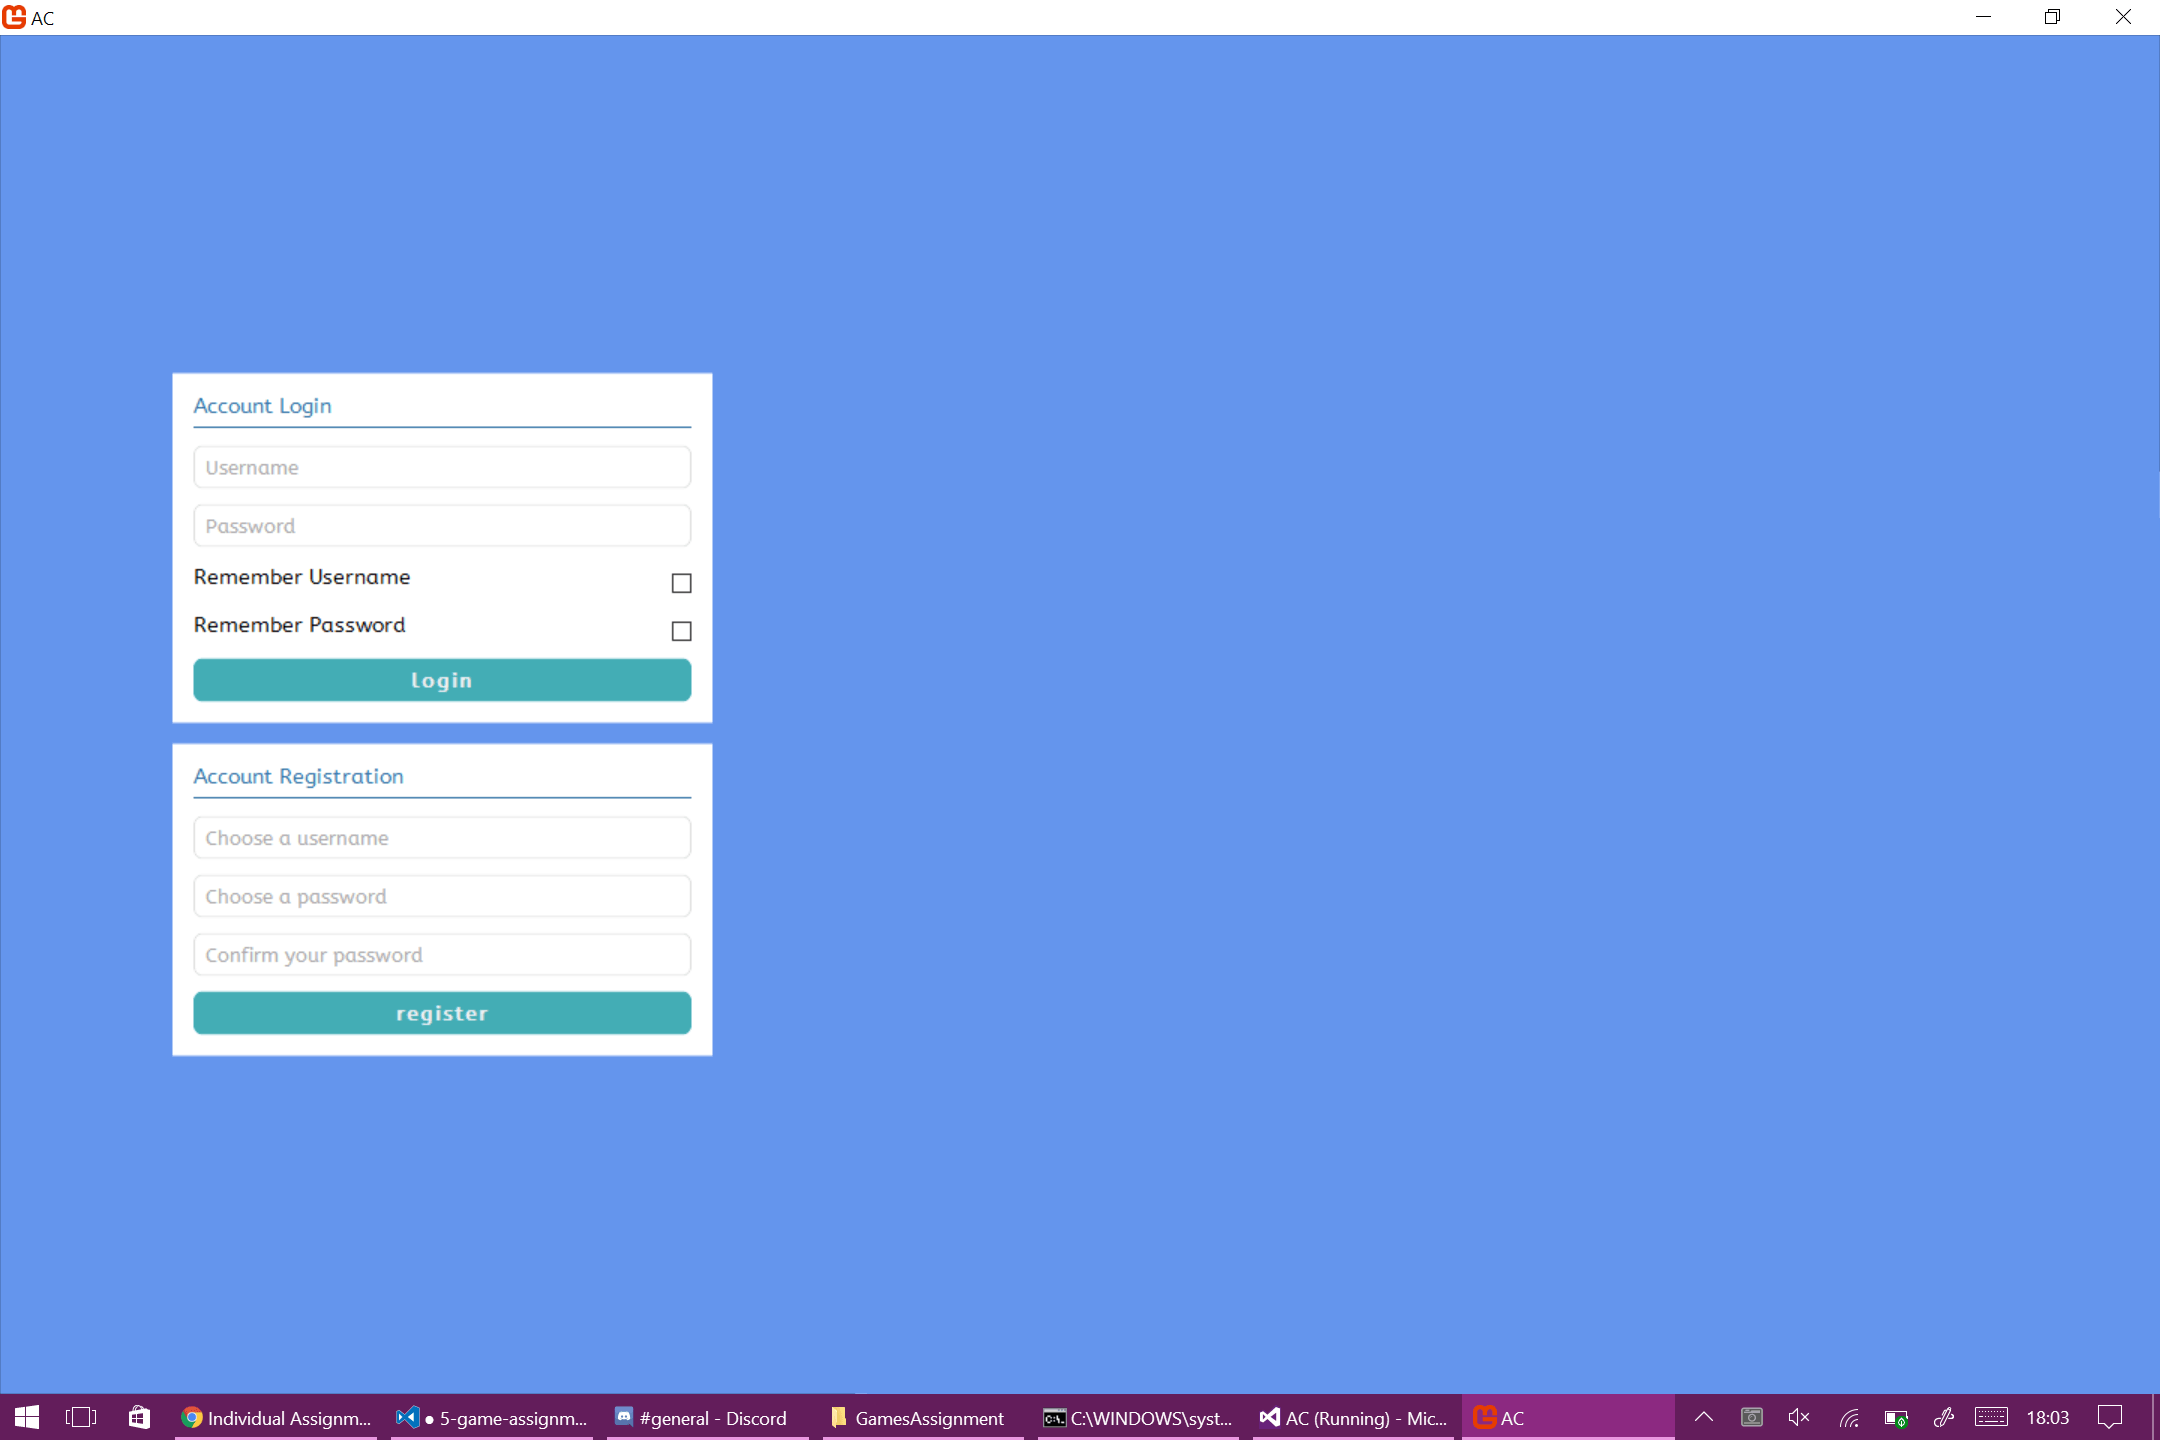 AC
Account Login
Username
Password
Remember Username
Remember Password
login
Account Registration
Choose a username
Choose a password
Confirm your password
register
Individual Assignm...
● 5-game-assignm...
#general - Discord
GamesAssignment
C:\WINDOWS\syst...
AC (Running) - Mic...
AC
18:03